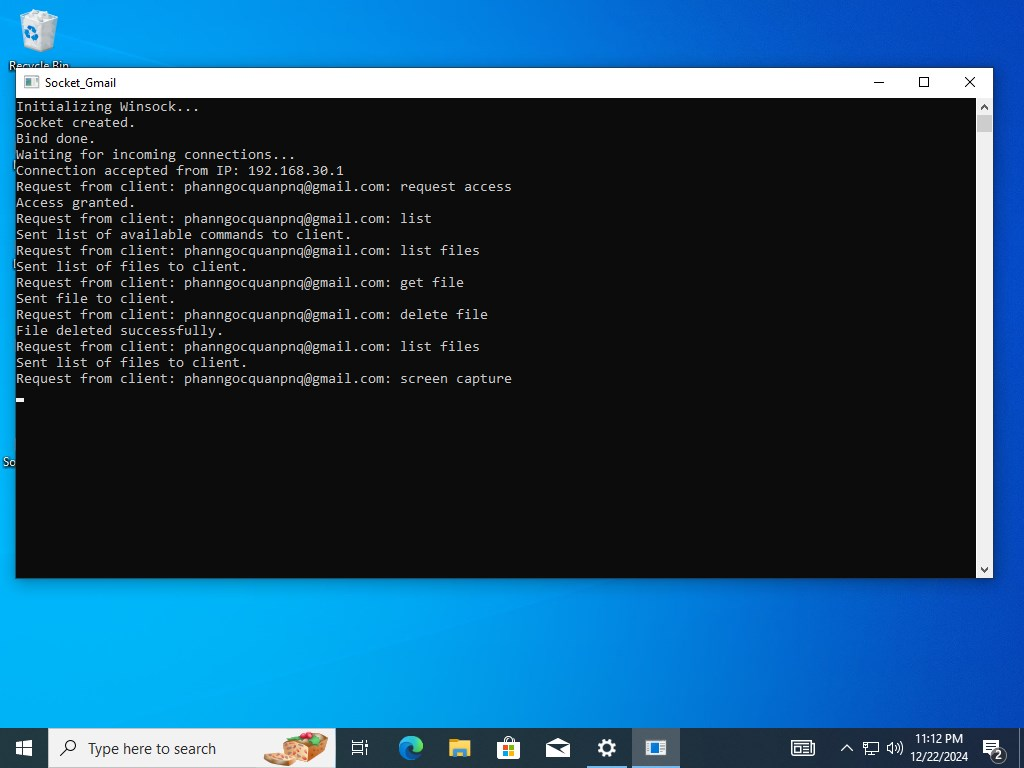 Recycle Bin
Socket_Gmail
Initializing Winsock...
Socket created.
Bind done.
Waiting for incoming connections...
Connection accepted from IP: 192.168.30.1
Request from client: phanngocquanpnq@gmail.com: request access
Access granted.
Request from client: phanngocquanpnq@gmail.com: list
Sent list of available commands to client.
Request from client: phanngocquanpnq@gmail.com: list files
Sent list of files to client.
Request from client: phanngocquanpnq@gmail.com: get file
Sent file to client.
Request from client: phanngocquanpnq@gmail.com: delete file
File deleted successfully.
Request from client: phanngocquanpnq@gmail.com: list files
Sent list of files to client.
Request from client: phanngocquanpnq@gmail.com: screen capture
So
Type here to search
11:12 PM
12/22/2024
2